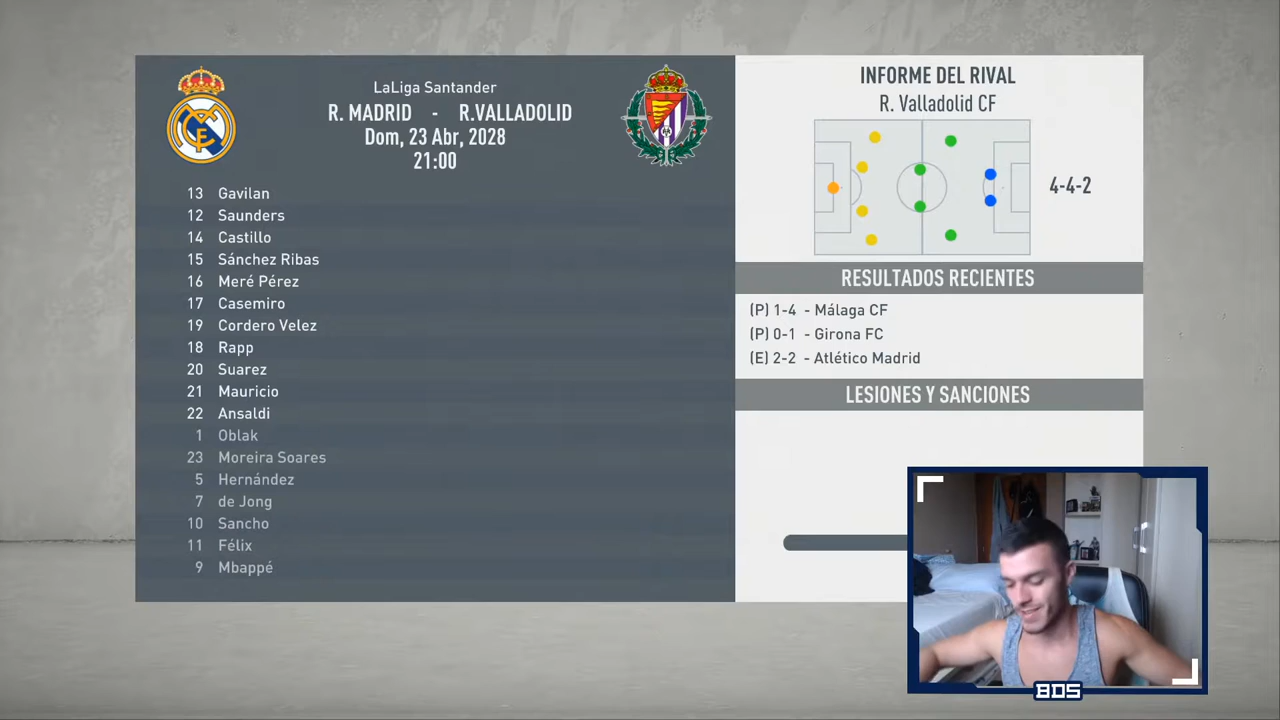 LaLiga Santander
R. MADRID - R.VALLADOLID
Dom, 23 Abr, 2028
21:00
13 Gavilan
12 Saunders
14 Castillo
15 Sánchez Ribas
16 Meré Pérez
17 Casemiro
19 Cordero Velez
18 Rapp
20 Suarez
21 Mauricio
22 Ansaldi
1 Oblak
23 Moreira Soares
5 Hernández
7 de Jong
10 Sancho
11 Félix
9 Mbappé
INFORME DEL RIVAL
R. Valladolid CF
4-4-2
RESULTADOS RECIENTES
(P) 1-4 - Málaga CF
(P) 0-1 - Girona FC
(E) 2-2 - Atlético Madrid
LESIONES Y SANCIONES
BDS